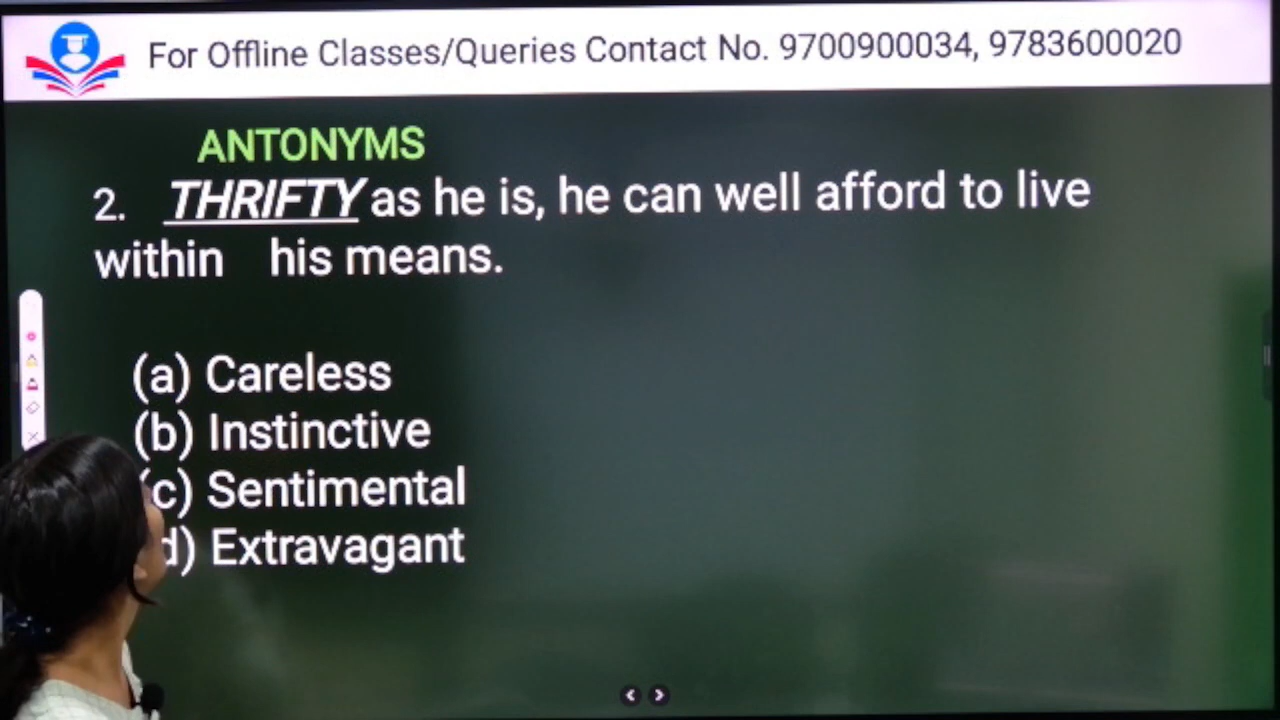 For Offline Classes/Queries Contact No. 9700900034, 9783600020
ANTONYMS
2. THRIFTY as he is, he can well afford to live
within his means.
(a) Careless
(b) Instinctive
(c) Sentimental
d) Extravagant